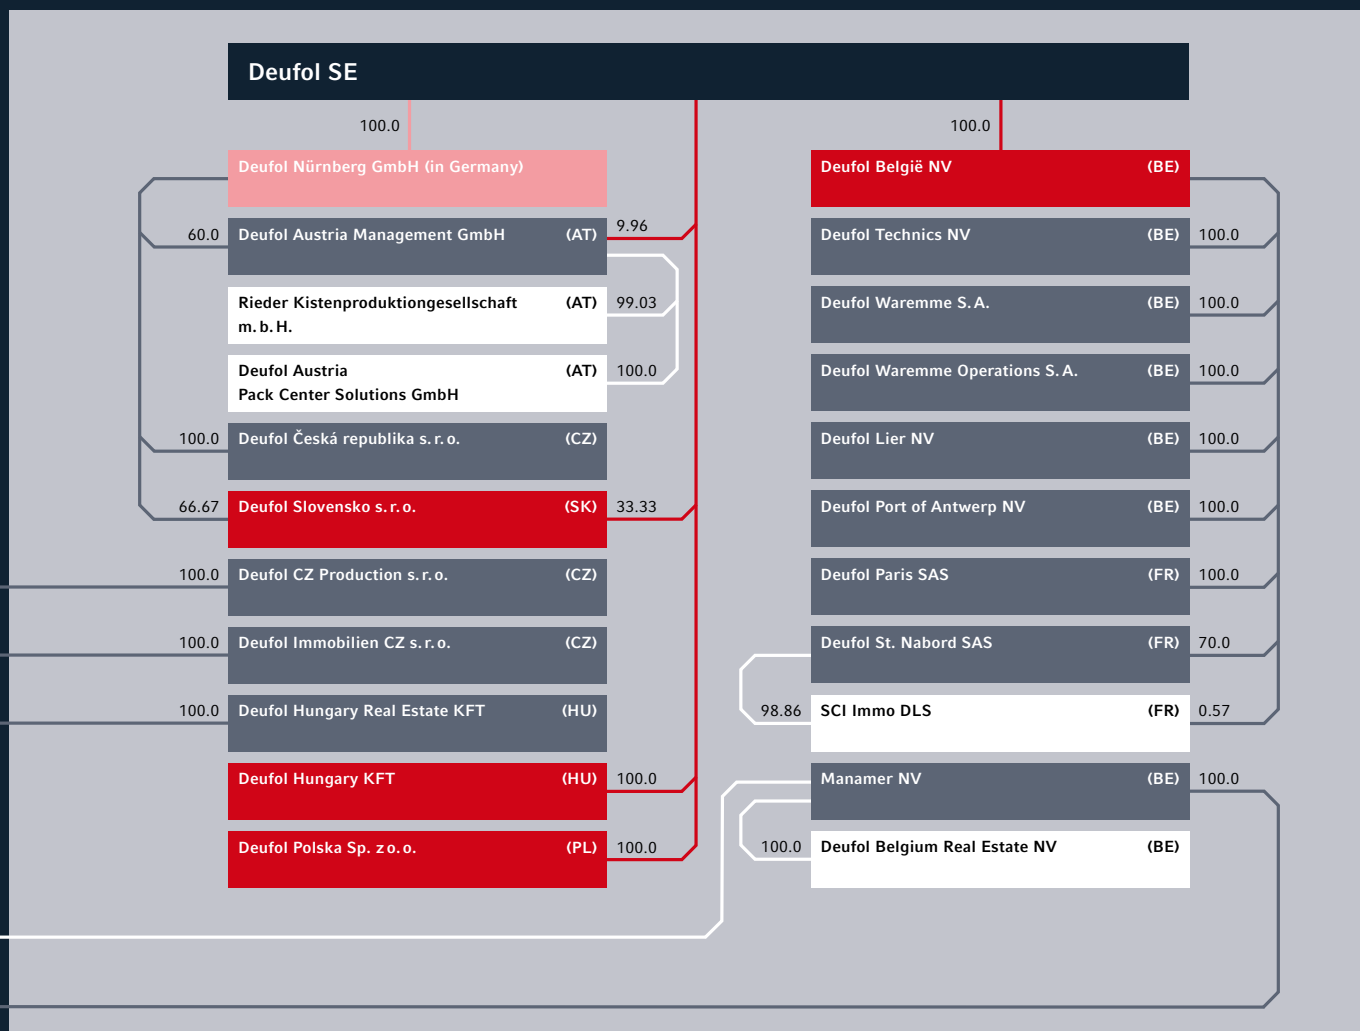 Deufol SE
100.0
Deufol Nürnberg GmbH (in Germany)
60.0 Deufol Austria Management GmbH (AT) 9.96
Rieder Kistenproduktiongesellschaft (AT) 99.03
m. b. H.
Deufol Austria (AT) 100.0
Pack Center Solutions GmbH
100.0 Deufol Česká republika s. r. o. (CZ)
66.67 Deufol Slovensko s. r. o. (SK) 33.33
100.0 Deufol CZ Production s. r. o. (CZ)
100.0 Deufol Immobilien CZ s. r. o. (CZ)
100.0 Deufol Hungary Real Estate KFT (HU)
Deufol Hungary KFT (HU) 100.0
Deufol Polska Sp. z o. o. (PL) 100.0
100.0
Deufol België NV (BE)
Deufol Technics NV (BE) 100.0
Deufol Waremme S. A. (BE) 100.0
Deufol Waremme Operations S. A. (BE) 100.0
Deufol Lier NV (BE) 100.0
Deufol Port of Antwerp NV (BE) 100.0
Deufol Paris SAS (FR) 100.0
Deufol St. Nabord SAS (FR) 70.0
98.86 SCI Immo DLS (FR) 0.57
Manamer NV (BE) 100.0
100.0 Deufol Belgium Real Estate NV (BE)